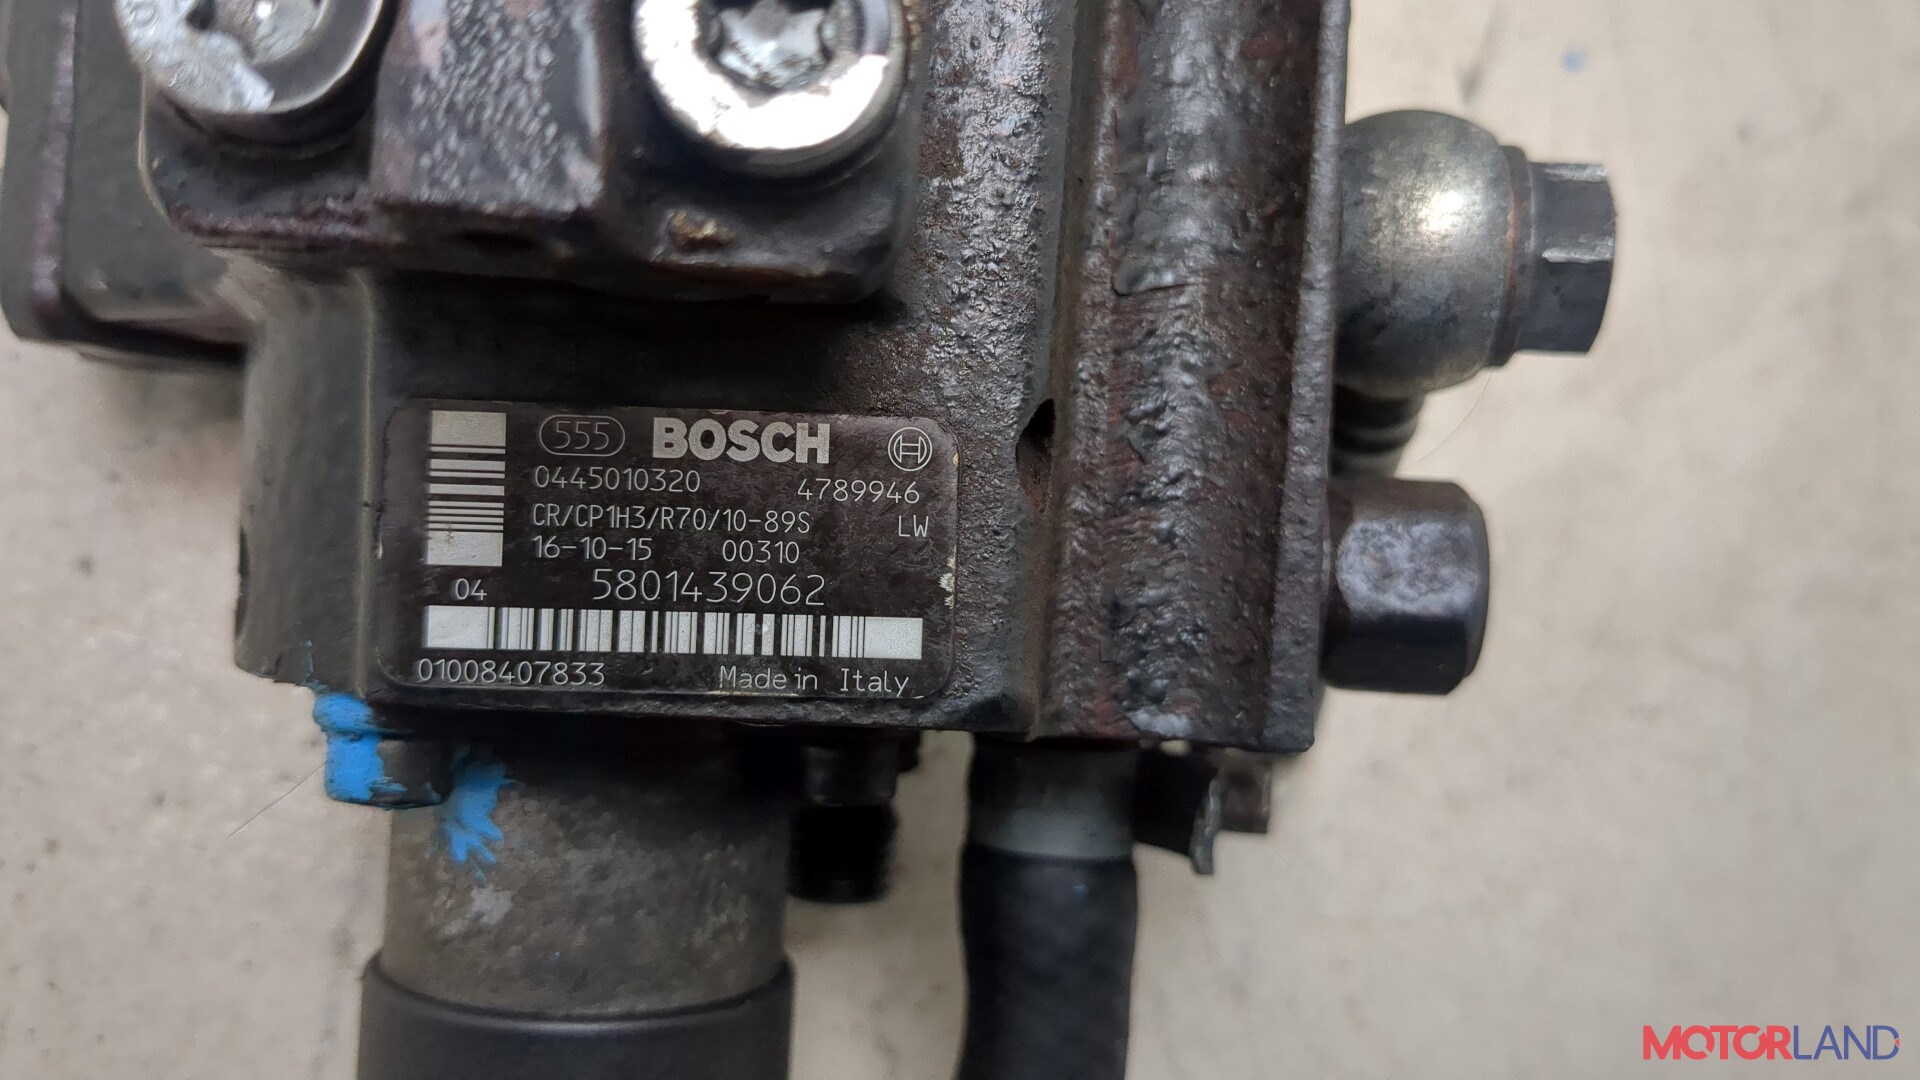 555 BOSCH
0445010320 4789946
CR/CP1H3/R70/10-89S LW
16-10-15 00310
04 5801439062
01008407833 Made in Italy
MOTORLAND